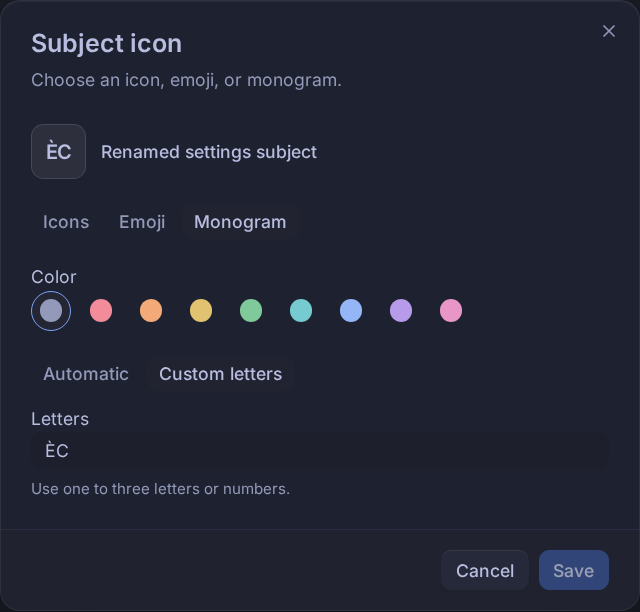 Subject icon
Choose an icon, emoji, or monogram.
ÈC
Renamed settings subject
Icons Emoji Monogram
Color
Automatic Custom letters
Letters
ÈC
Use one to three letters or numbers.
Cancel Save